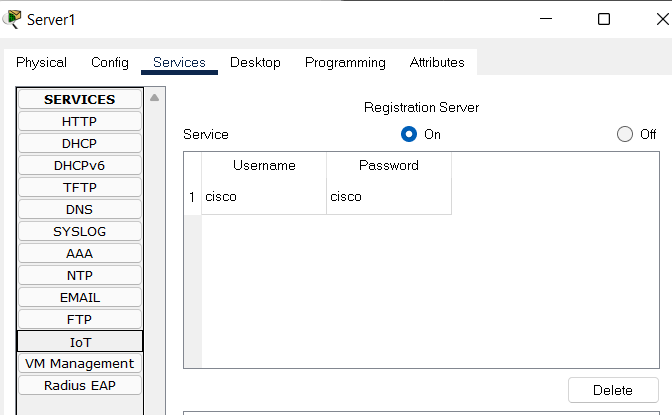 Server1
Physical Config Services Desktop Programming Attributes
SERVICES
HTTP
DHCP
DHCPv6
TFTP
DNS
SYSLOG
AAA
NTP
EMAIL
FTP
IoT
VM Management
Radius EAP
Registration Server
Service On Off
Username Password
1 cisco cisco
Delete